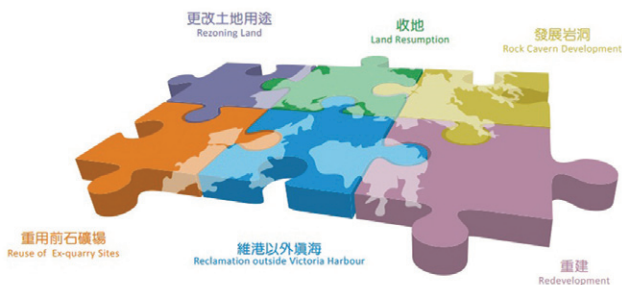 更改土地用途
Rezoning Land
收地
Land Resumption
發展岩洞
Rock Cavern Development
重用前石礦場
Reuse of Ex-quarry Sites
維港以外填海
Reclamation outside Victoria Harbour
重建
Redevelopment